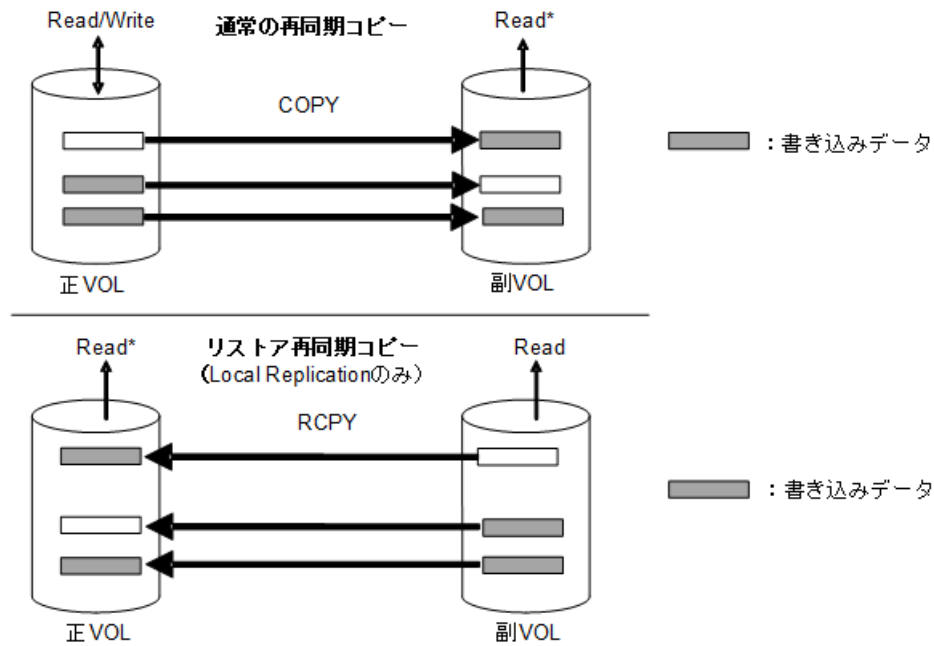 Read/Write
通常の再同期コピー
Read*
COPY
：書き込みデータ
正VOL
副VOL
Read*
リストア再同期コピー
Read
(Local Replicationのみ)
RCPY
：書き込みデータ
正VOL
副VOL